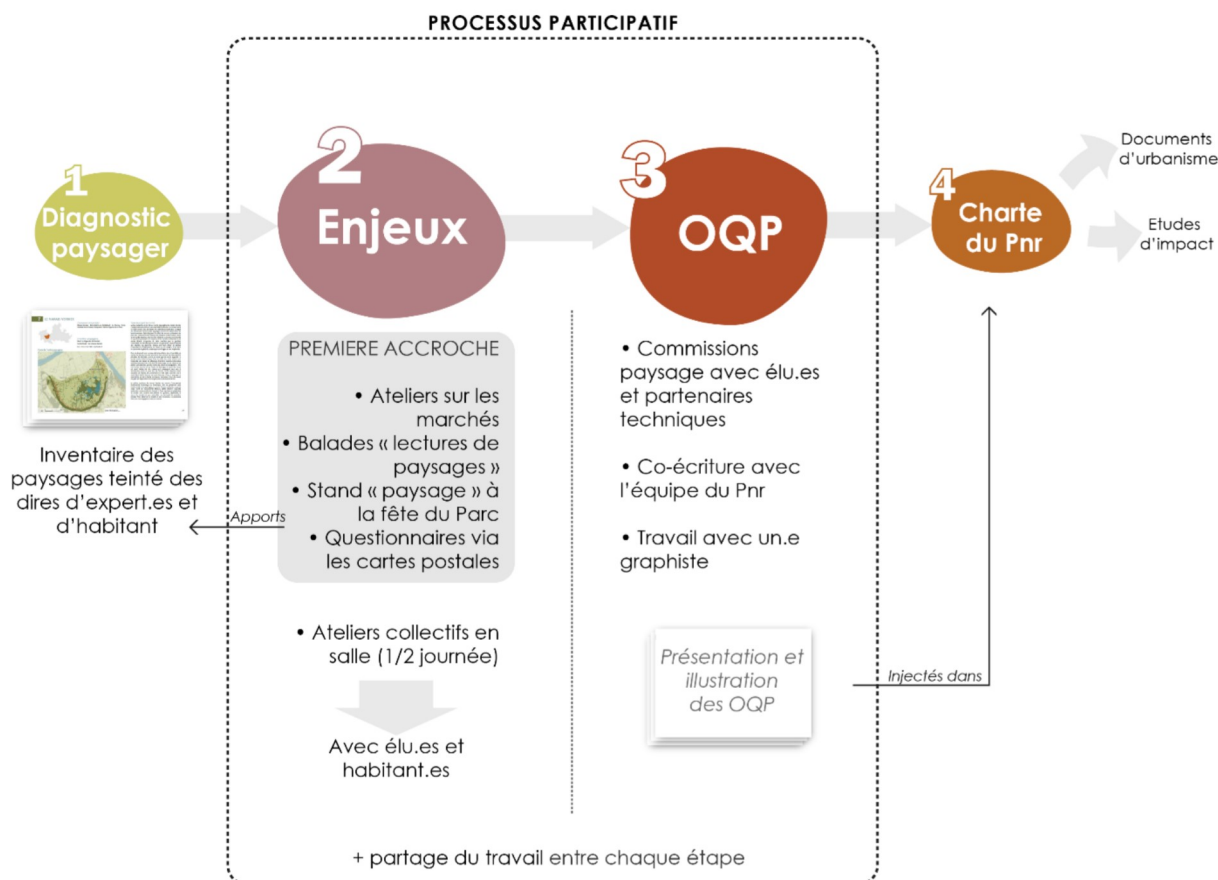 PROCESSUS PARTICIPATIF
1
Diagnostic
paysager
2
Enjeux
3
OQP
4
Charte
du Pnr
Documents
d'urbanisme
Etudes
d'impact
Inventaire des
paysages teinté des
dires d'expert.es et
d'habitant
Apports
PREMIERE ACCROCHE
• Ateliers sur les
marchés
• Balades « lectures de
paysages »
• Stand « paysage » à
la fête du Parc
• Questionnaires via
les cartes postales
• Ateliers collectifs en
salle (1/2 journée)
Avec élu.es et
habitant.es
• Commissions
paysage avec élu.es
et partenaires
techniques
• Co-écriture avec
l'équipe du Pnr
• Travail avec un.e
graphiste
Présentation et
illustration
des OQP
Injectés dans
+ partage du travail entre chaque étape